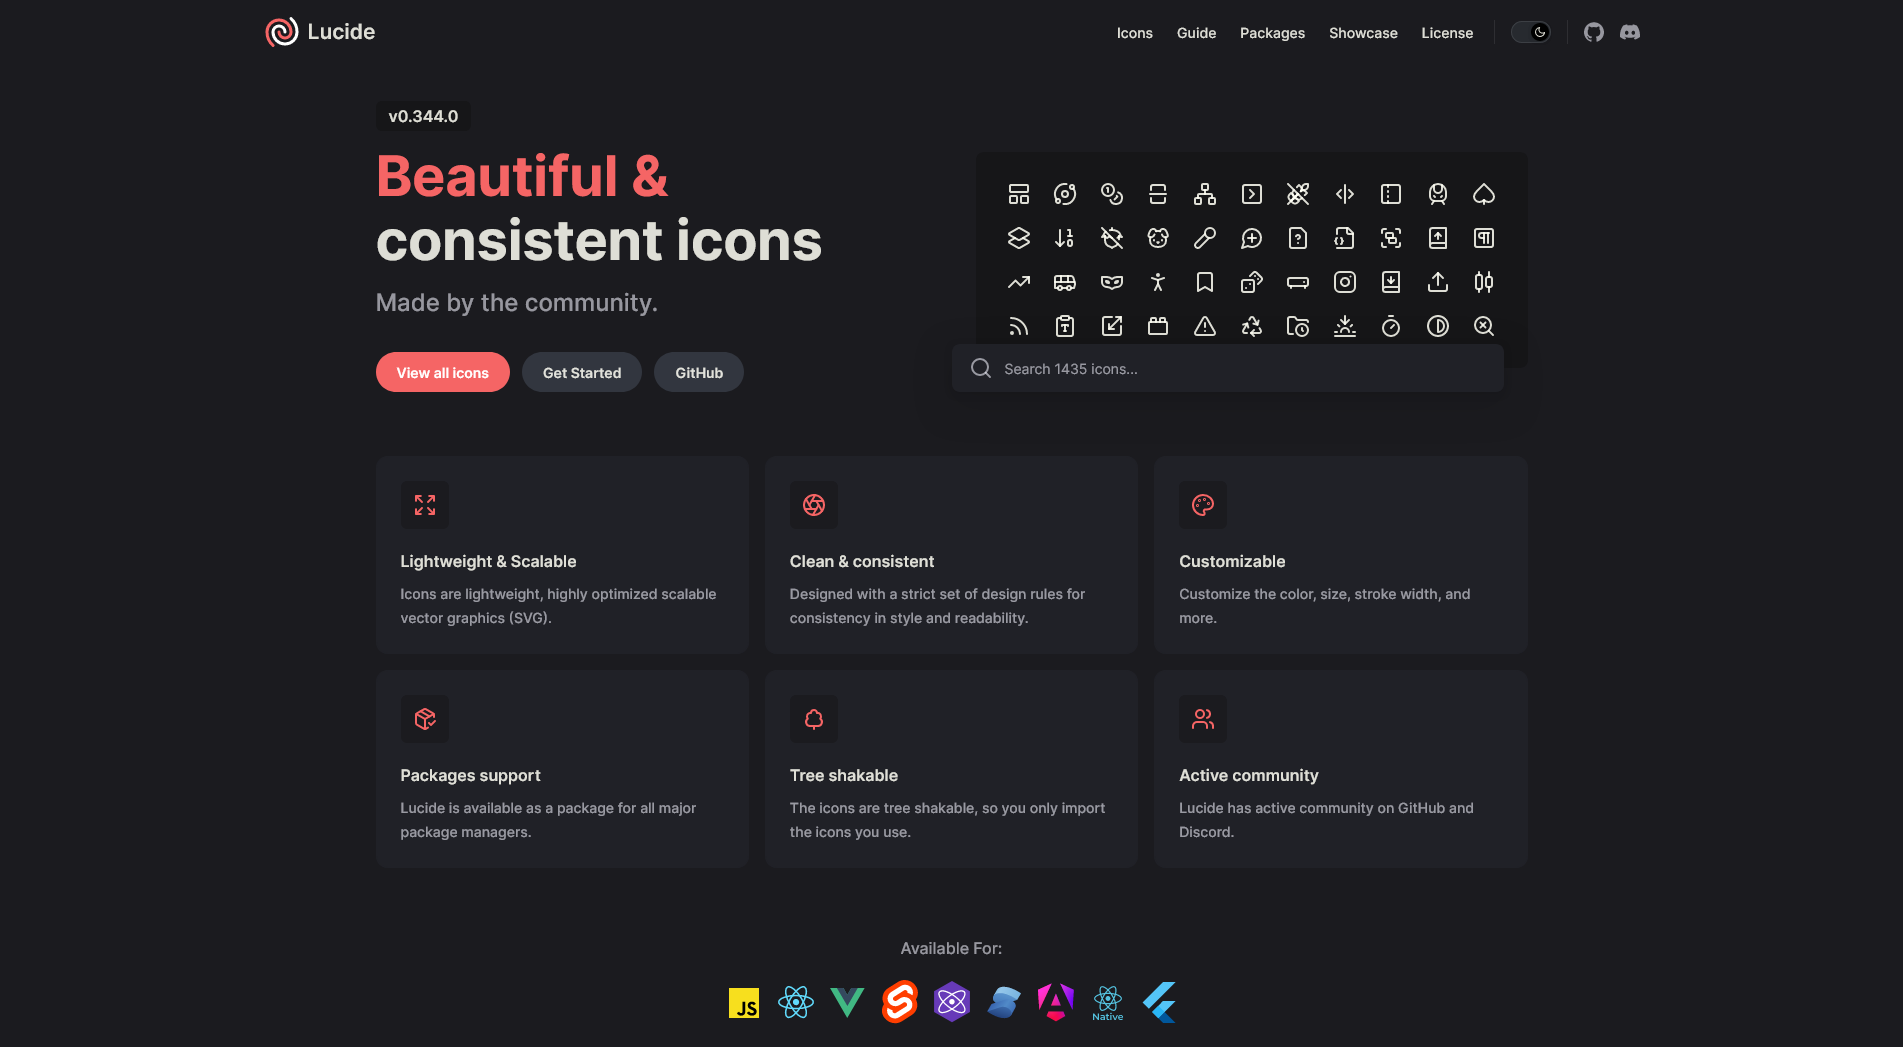 Lucide
Icons
Guide
Packages
Showcase
License
v0.344.0
Beautiful &
consistent icons
Made by the community.
View all icons
Get Started
GitHub
Search 1435 icons...
Lightweight & Scalable
Icons are lightweight, highly optimized scalable
vector graphics (SVG).
Clean & consistent
Designed with a strict set of design rules for
consistency in style and readability.
Customizable
Customize the color, size, stroke width, and
more.
Packages support
Lucide is available as a package for all major
package managers.
Tree shakable
The icons are tree shakable, so you only import
the icons you use.
Active community
Lucide has active community on GitHub and
Discord.
Available For:
JS
Native